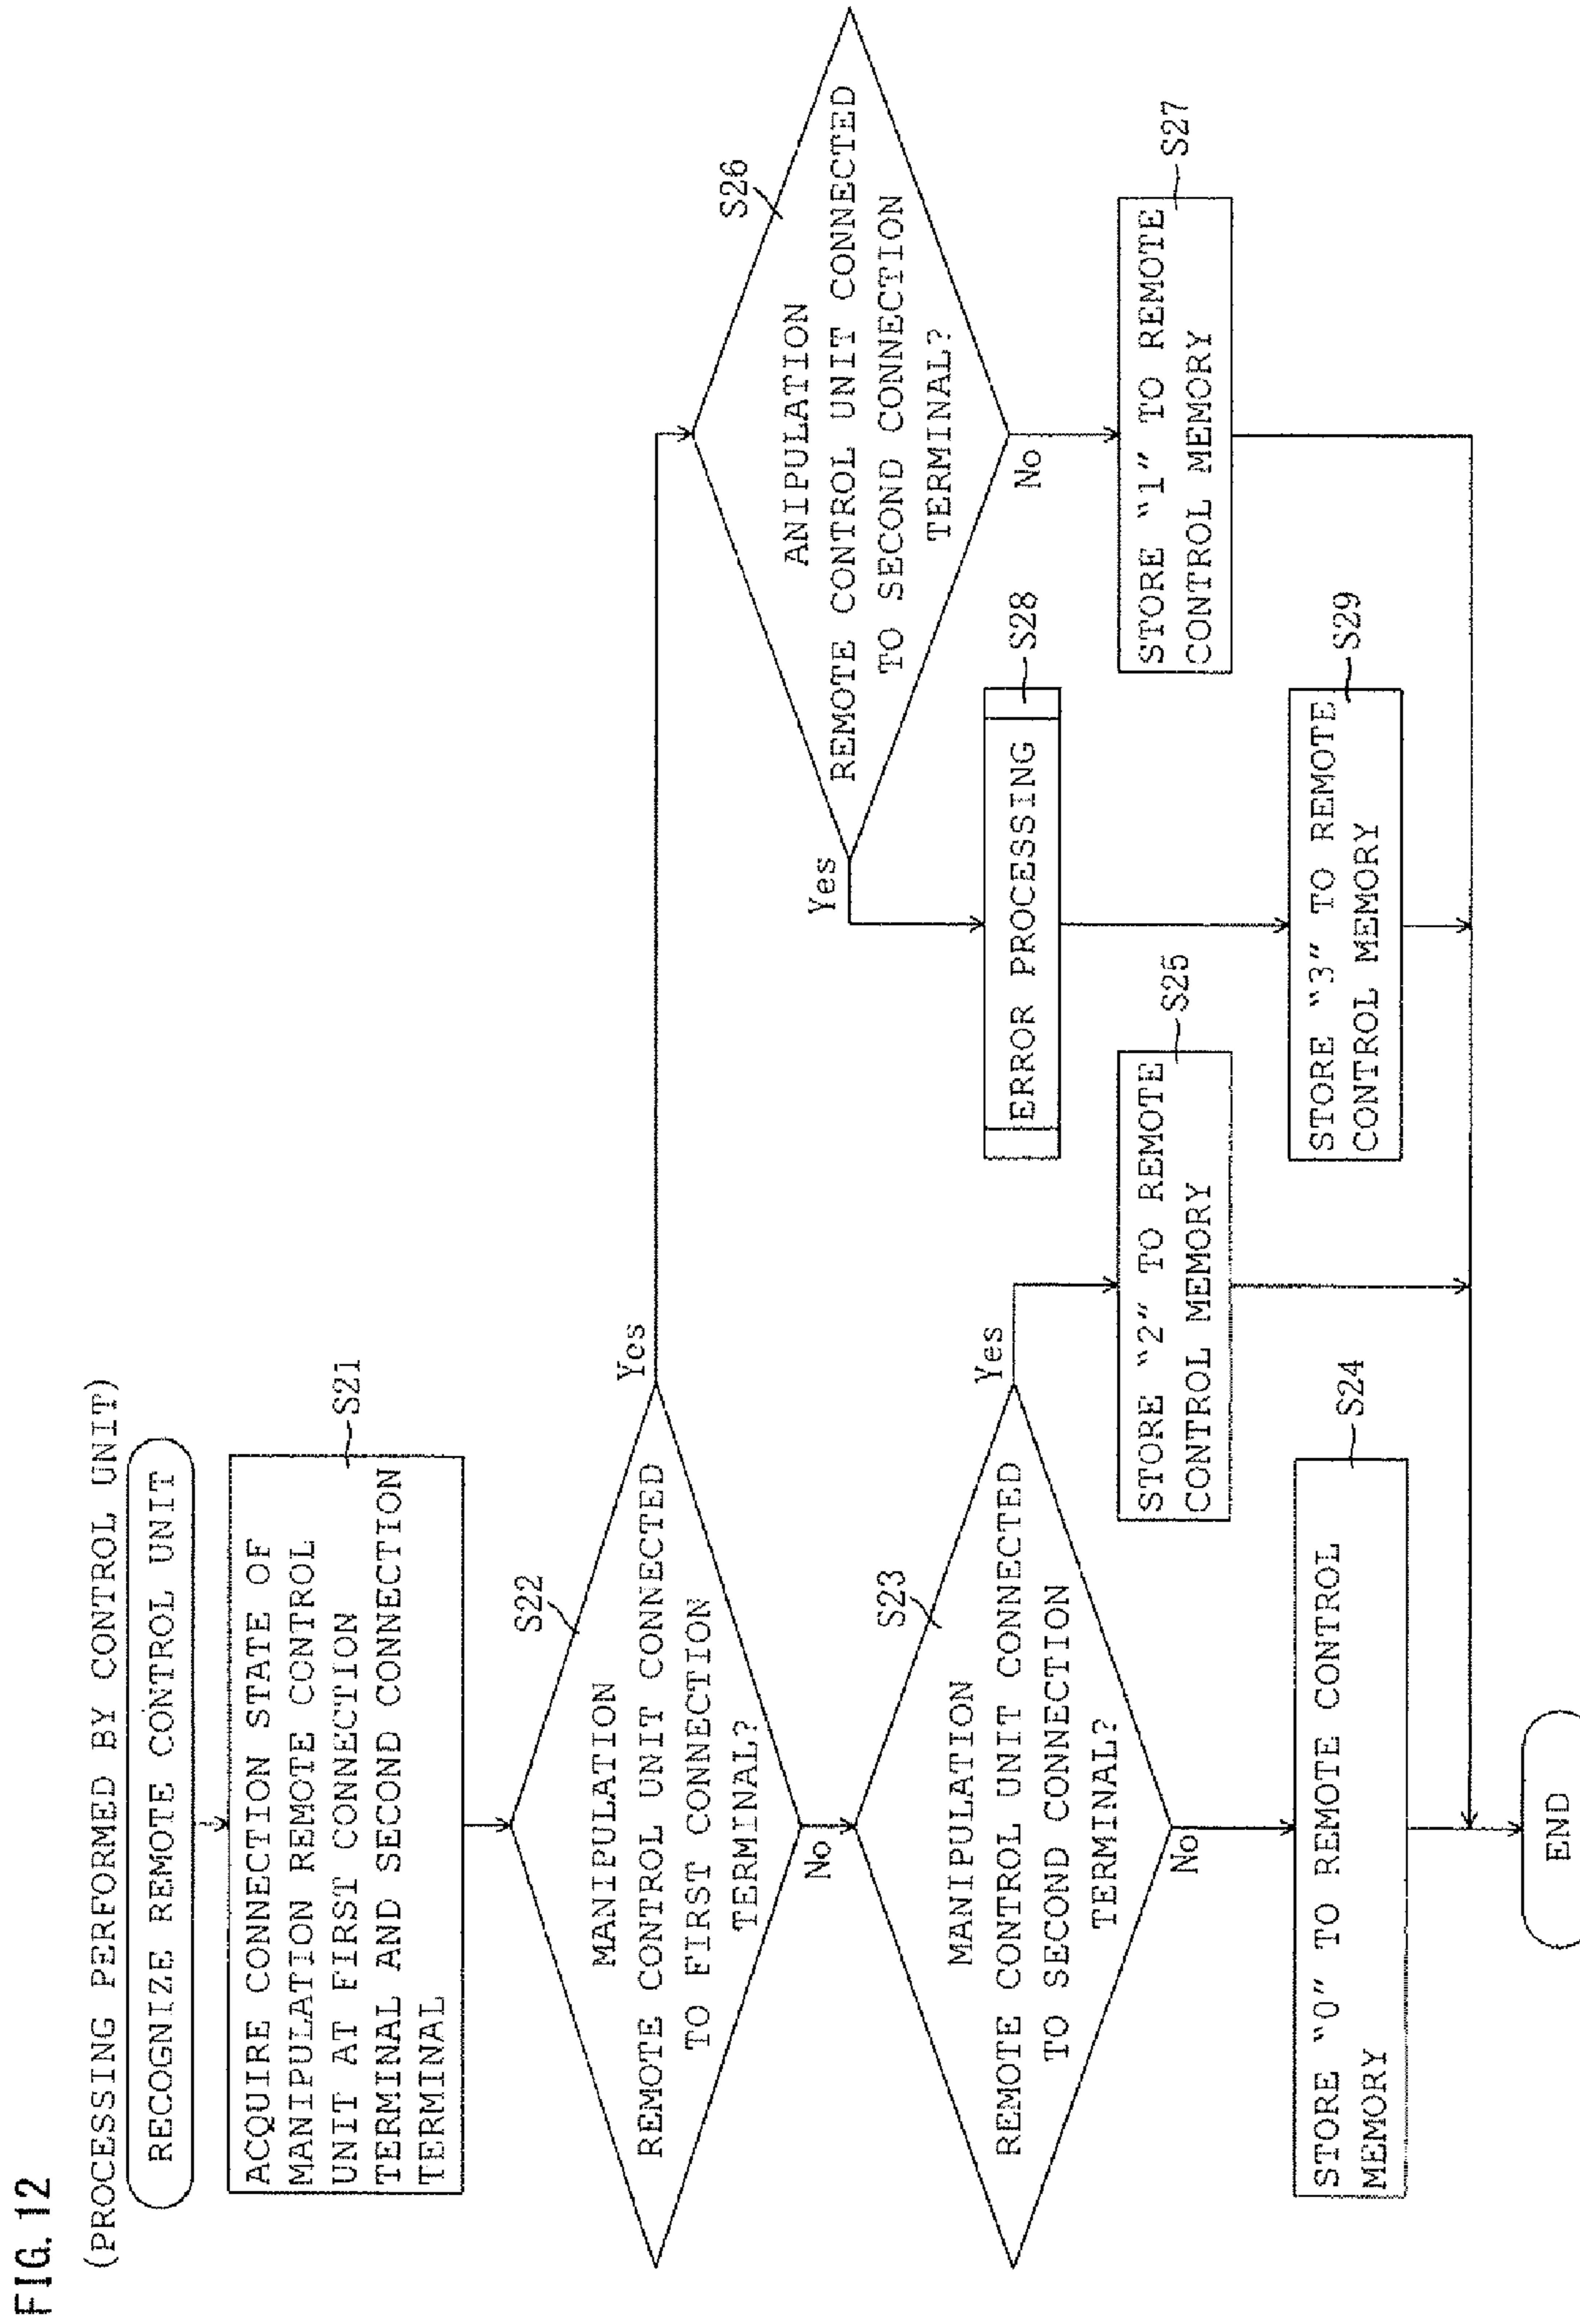 FIG. 12
(PROCESSING PERFORMED BY CONTROL UNIT)
RECOGNIZE REMOTE CONTROL UNIT
ACQUIRE CONNECTION STATE OF
MANIPULATION REMOTE CONTROL
UNIT AT FIRST CONNECTION
TERMINAL AND SECOND CONNECTION
TERMINAL
S21
MANIPULATION
REMOTE CONTROL UNIT CONNECTED
TO FIRST CONNECTION
TERMINAL?
S22
Yes
No
MANIPULATION
REMOTE CONTROL UNIT CONNECTED
TO SECOND CONNECTION
TERMINAL?
S23
Yes
No
STORE "0" TO REMOTE CONTROL
MEMORY
S24
STORE "2" TO REMOTE
CONTROL MEMORY
S25
ANIPULATION
REMOTE CONTROL UNIT CONNECTED
TO SECOND CONNECTION
TERMINAL?
S26
Yes
No
ERROR PROCESSING
S28
STORE "1" TO REMOTE
CONTROL MEMORY
S27
STORE "3" TO REMOTE
CONTROL MEMORY
S29
END